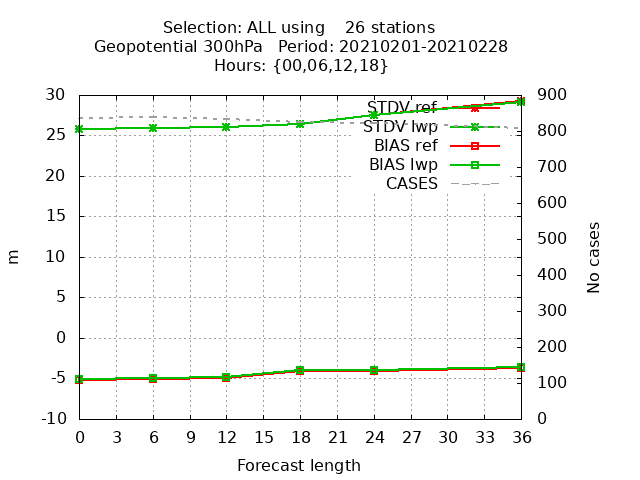 Selection: ALL using    26 stations
Geopotential 300hPa   Period: 20210201-20210228
Hours: {00,06,12,18}
30
25
20
15
10
5
0
-5
-10
m
900
800
700
600
500
400
300
200
100
0
No cases
STDV ref
STDV lwp
BIAS ref
BIAS lwp
CASES
0 3 6 9 12 15 18 21 24 27 30 33 36
Forecast length